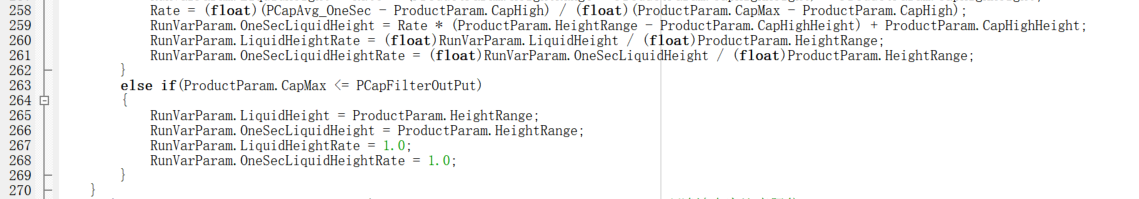 258 Rate = (float)(PCapAvg_OneSec - ProductParam.CapHigh) / (float)(ProductParam.CapMax - ProductParam.CapHigh);
259 RunVarParam.OneSecLiquidHeight = Rate * (ProductParam.HeightRange - ProductParam.CapHighHeight) + ProductParam.CapHighHeight;
260 RunVarParam.LiquidHeightRate = (float)RunVarParam.LiquidHeight / (float)ProductParam.HeightRange;
261 RunVarParam.OneSecLiquidHeightRate = (float)RunVarParam.OneSecLiquidHeight / (float)ProductParam.HeightRange;
262 }
263 else if(ProductParam.CapMax <= PCapFilterOutPut)
264 {
265 RunVarParam.LiquidHeight = ProductParam.HeightRange;
266 RunVarParam.OneSecLiquidHeight = ProductParam.HeightRange;
267 RunVarParam.LiquidHeightRate = 1.0;
268 RunVarParam.OneSecLiquidHeightRate = 1.0;
269 }
270 }